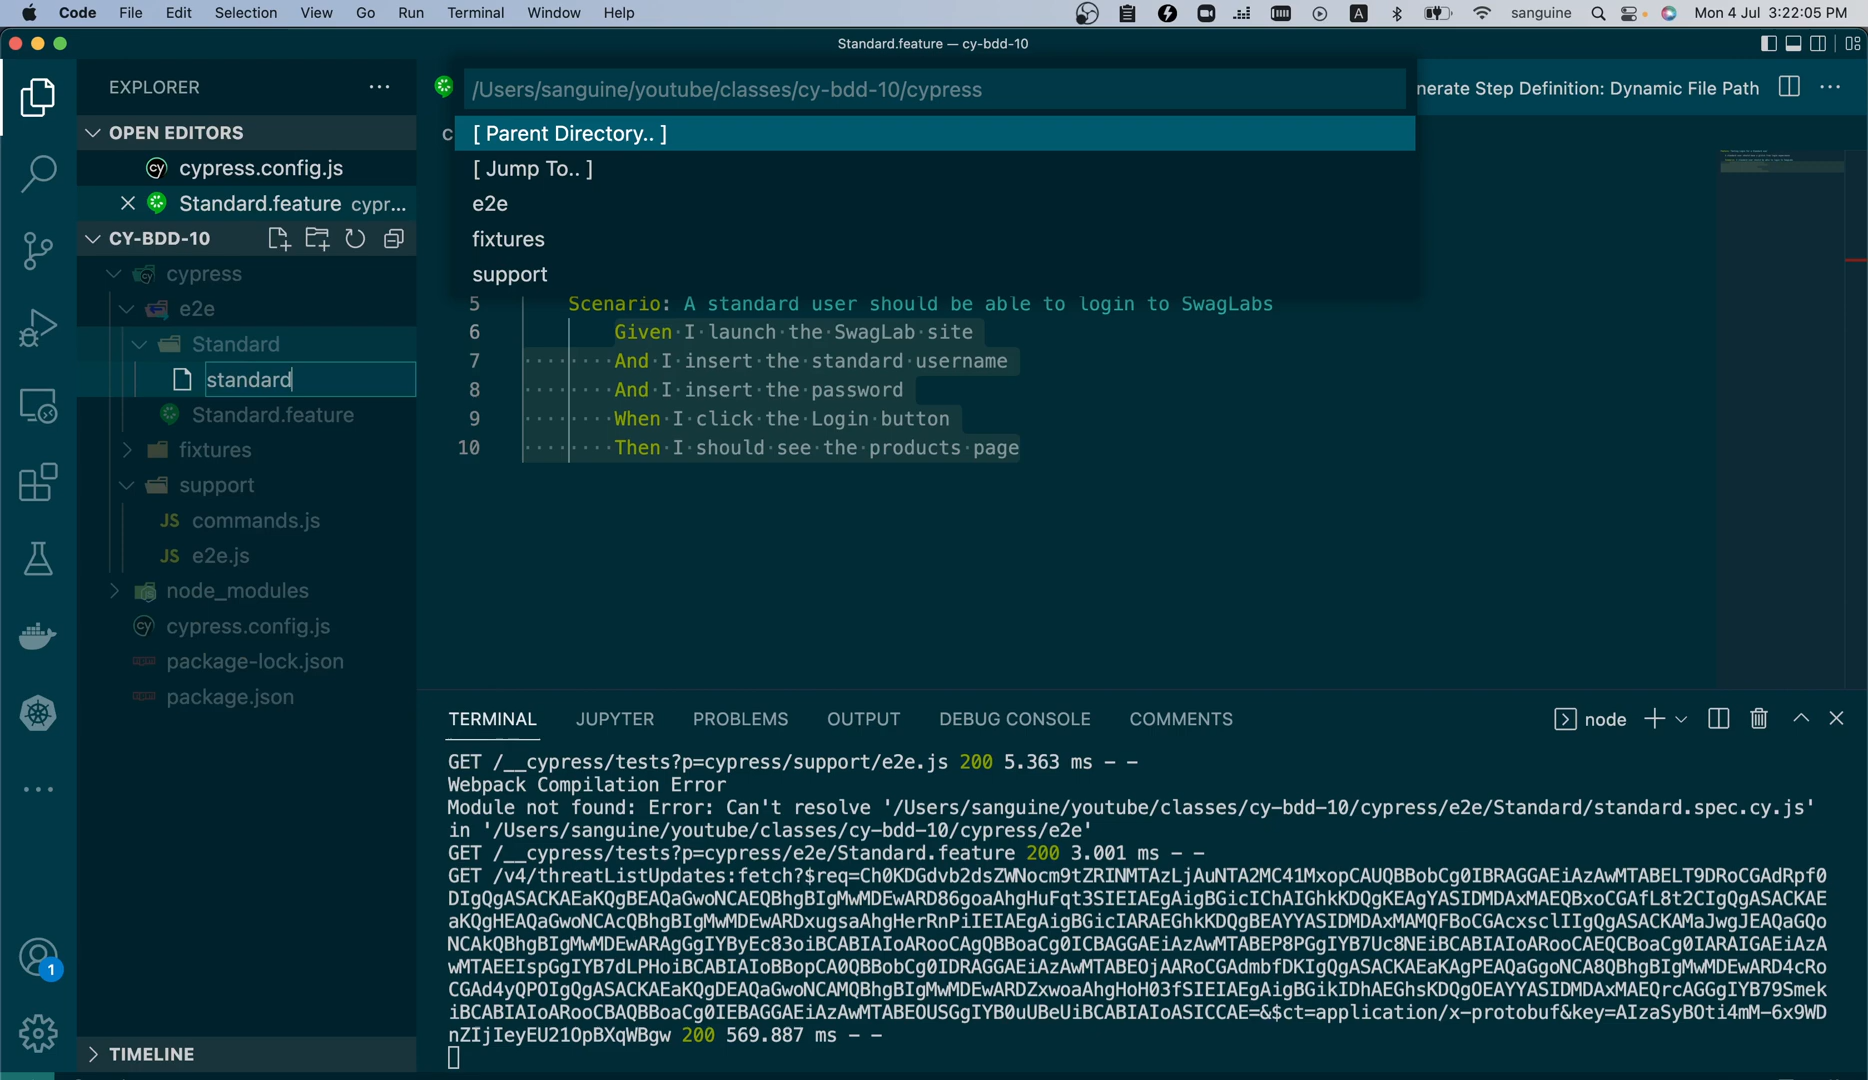 Code File Edit Selection View Go Run Terminal Window Help
A
sanguine
Mon 4 Jul 3:22:05 PM
Standard.feature — cy-bdd-10
EXPLORER
OPEN EDITORS
cypress.config.js
Standard.feature cypr...
CY-BDD-10
cypress
e2e
Standard
standard
Standard.feature
fixtures
support
JS commands.js
JS e2e.js
node_modules
cypress.config.js
package-lock.json
package.json
TIMELINE
1
/Users/sanguine/youtube/classes/cy-bdd-10/cypress
nerate Step Definition: Dynamic File Path
c
[ Parent Directory.. ]
[ Jump To.. ]
e2e
fixtures
support
5 Scenario: A standard user should be able to login to SwagLabs
6 Given I launch the SwagLab site
7 And I insert the standard username
8 And I insert the password
9 When I click the Login button
10 Then I should see the products page
TERMINAL JUPYTER PROBLEMS OUTPUT DEBUG CONSOLE COMMENTS
node
GET /__cypress/tests?p=cypress/support/e2e.js 200 5.363 ms - -
Webpack Compilation Error
Module not found: Error: Can't resolve '/Users/sanguine/youtube/classes/cy-bdd-10/cypress/e2e/Standard/standard.spec.cy.js'
in '/Users/sanguine/youtube/classes/cy-bdd-10/cypress/e2e'
GET /__cypress/tests?p=cypress/e2e/Standard.feature 200 3.001 ms - -
GET /v4/threatListUpdates:fetch?
200 569.887 ms - -